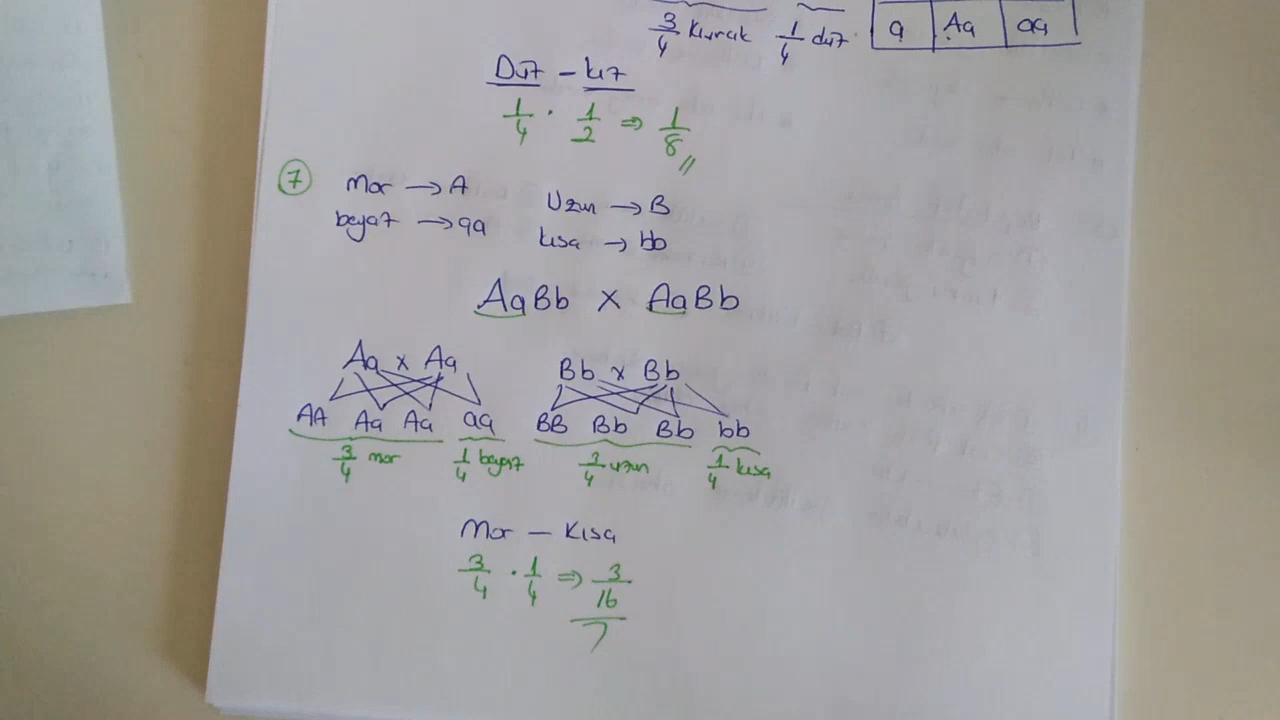 3/4 kıvırcık 1/4 düz a Aa aa
Düz - kız
1/4 . 1/2 ⇒ 1/8 //
7
Mor → A
beyaz → aa
Uzun → B
kısa → bb
AaBb x AaBb
Aa x Aa
AA Aa Aa aa
3/4 mor 1/4 beyaz
Bb x Bb
BB Bb Bb bb
3/4 uzun 1/4 kısa
Mor - Kısa
3/4 . 1/4 ⇒ 3/16